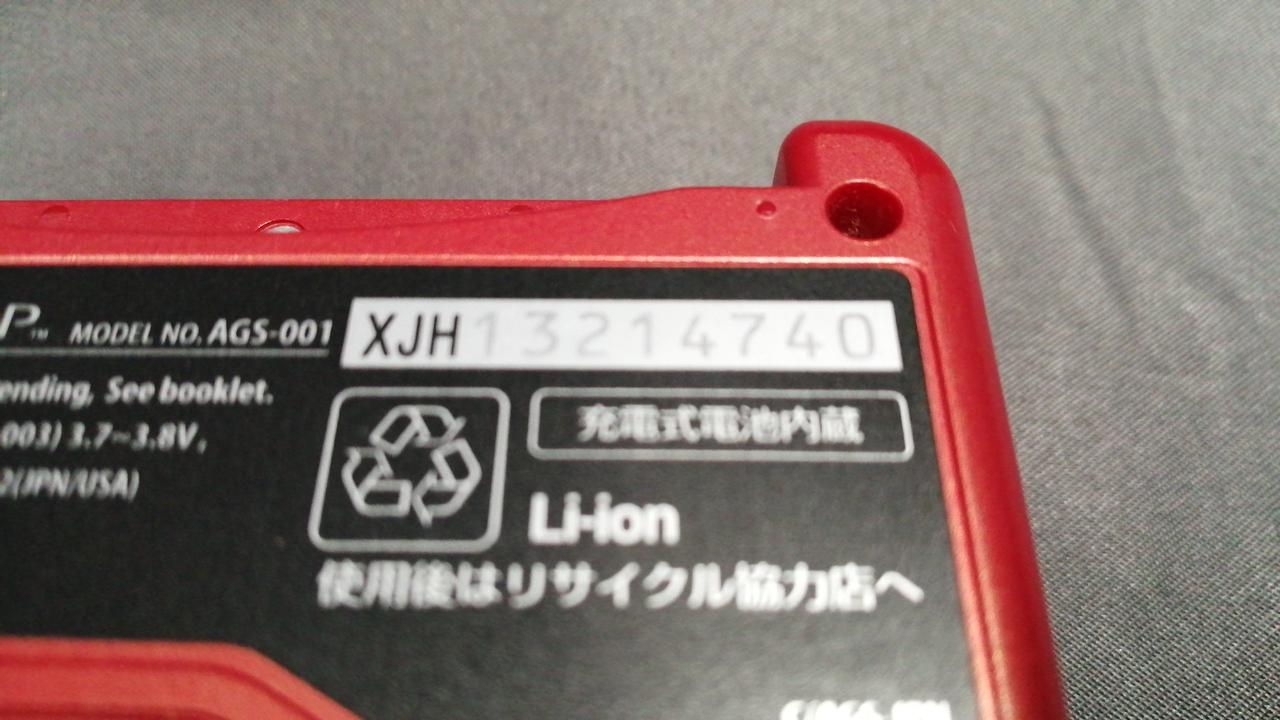 P™ MODEL NO. AGS-001 XJH13214740
ending, See booklet.
003) 3.7~3.8V,
2(JPN/USA)
充電式電池内蔵
Li-ion
使用後はリサイクル協力店へ